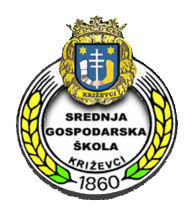 KRIŽEVCI
SREDNJA
GOSPODARSKA
ŠKOLA
KRIŽEVCI
1860